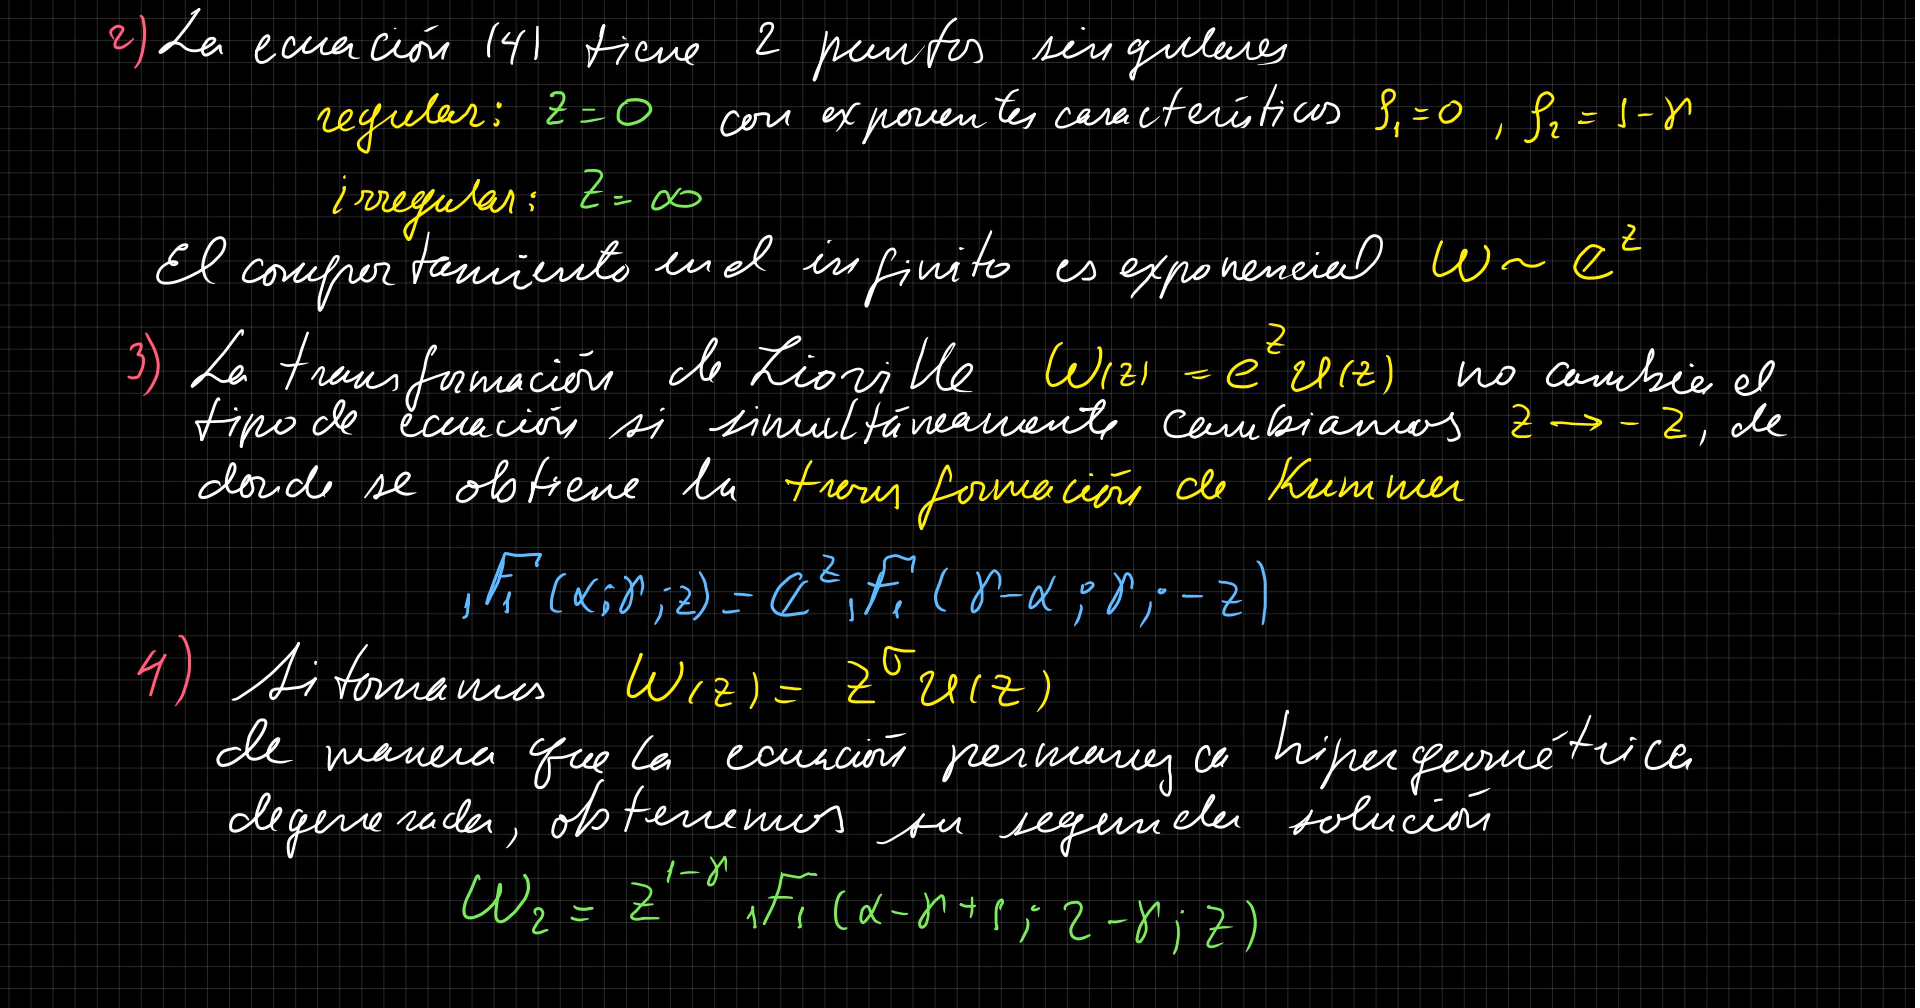 2) La ecuación (4) tiene 2 puntos singulares
regular: z = 0 con exponentes característicos ρ₁ = 0, ρ₂ = 1-γ
irregular: z = ∞
El comportamiento en el infinito es exponencial W ~ e^z
3) La transformación de Lioville W(z) = e^z u(z) no cambia el
tipo de ecuación si simultáneamente cambiamos z → -z, de
donde se obtiene la transformación de Kummer
₁F₁(α;γ;z) = e^z ₁F₁(γ-α;γ;-z)
4) Si tomamos W(z) = z^σ u(z)
de manera que la ecuación permanezca hipergeométrica
degenerada, obtenemos su segunda solución
W₂ = z^{1-γ} ₁F₁(α-γ+1; 2-γ; z)